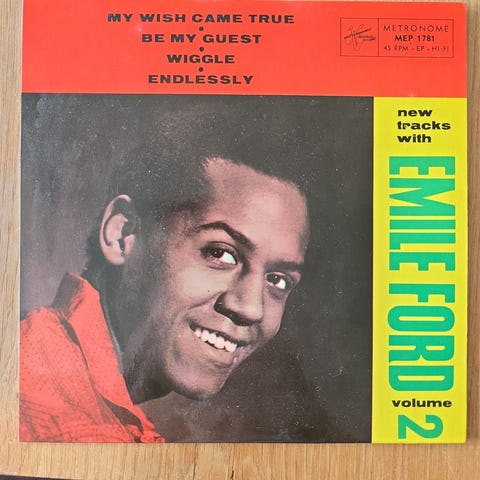 MY WISH CAME TRUE
•
BE MY GUEST
•
WIGGLE
•
ENDLESSLY
METRONOME
MEP 1781
45 RPM - EP - HI-FI
new
tracks
with
EMILE FORD
volume
2